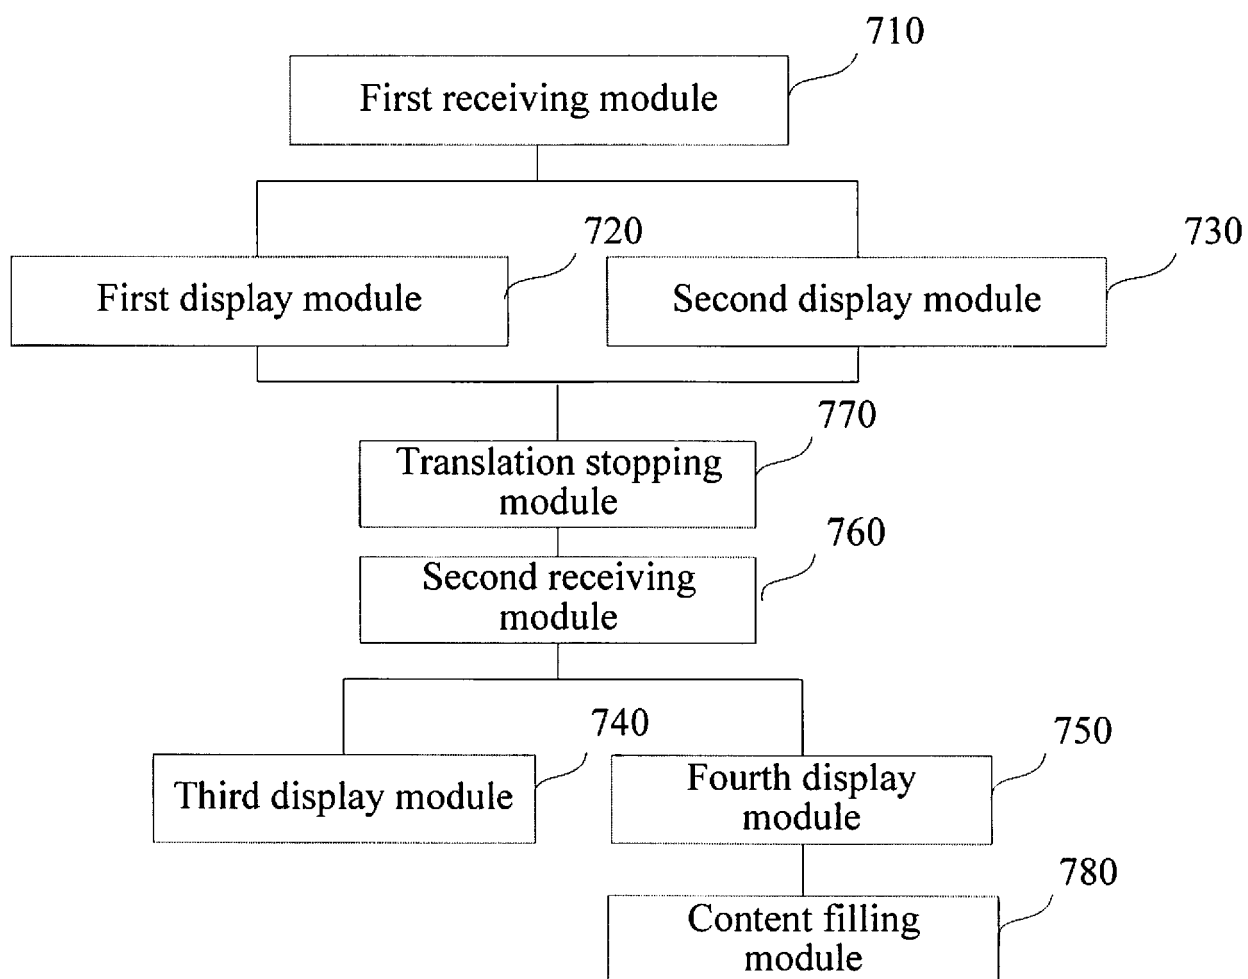 710
First receiving module
720
730
First display module
Second display module
770
Translation stopping
module
760
Second receiving
module
740
750
Third display module
Fourth display
module
780
Content filling
module